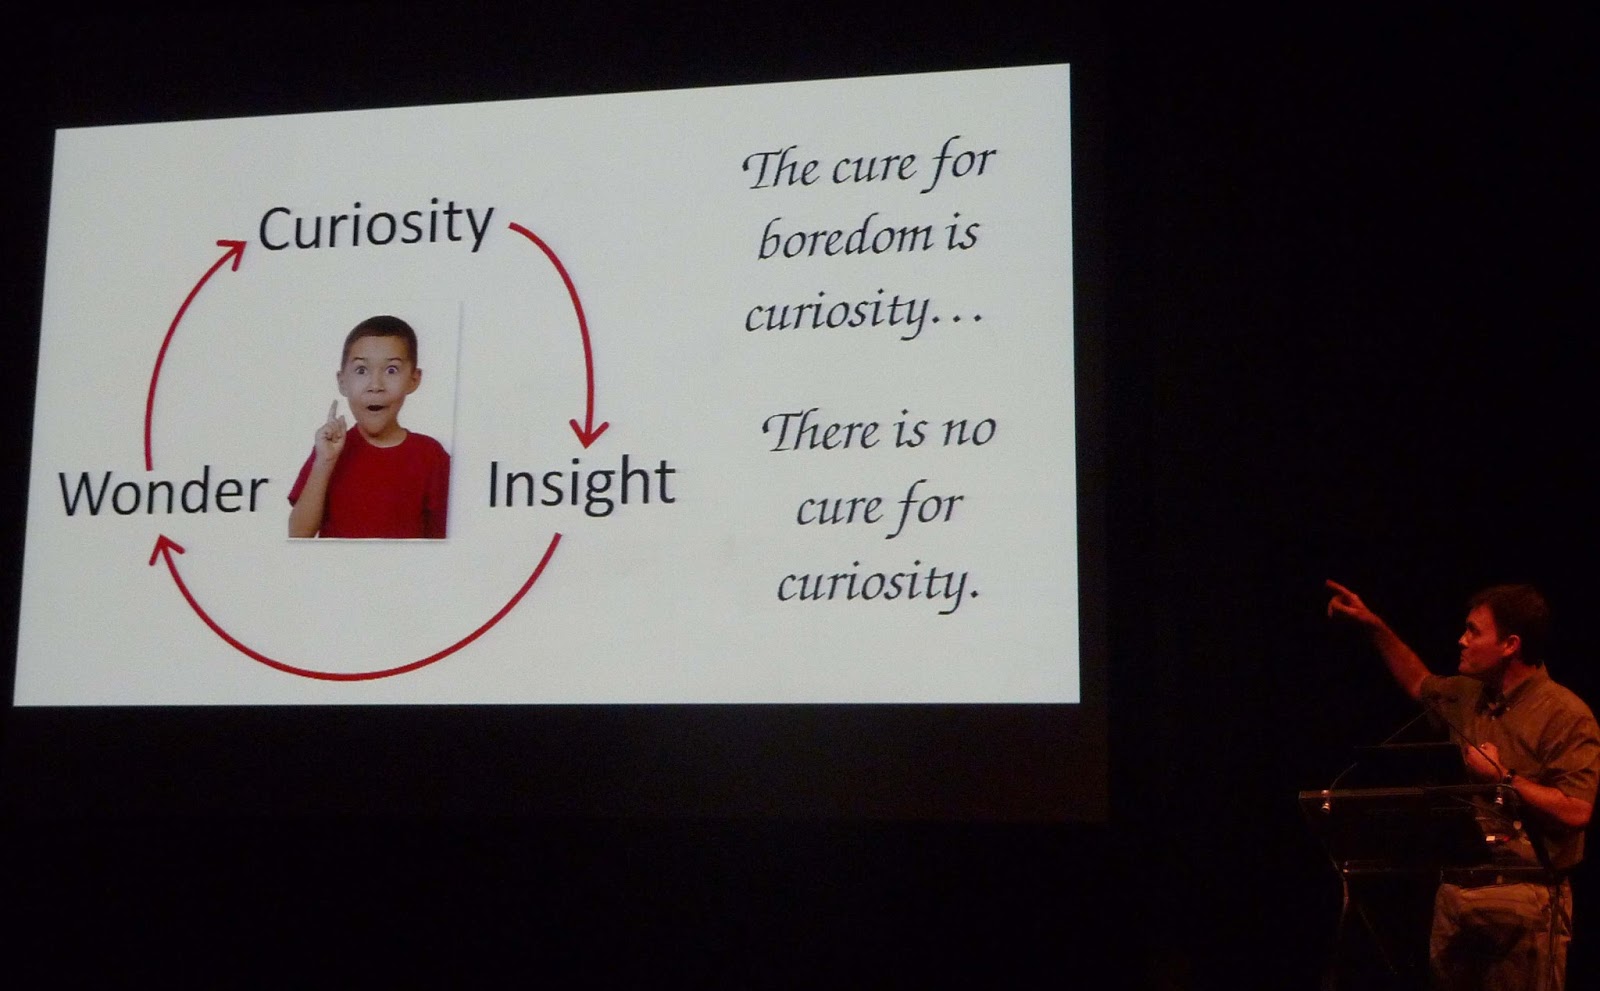 Curiosity
Wonder
Insight
The cure for
boredom is
curiosity...
There is no
cure for
curiosity.